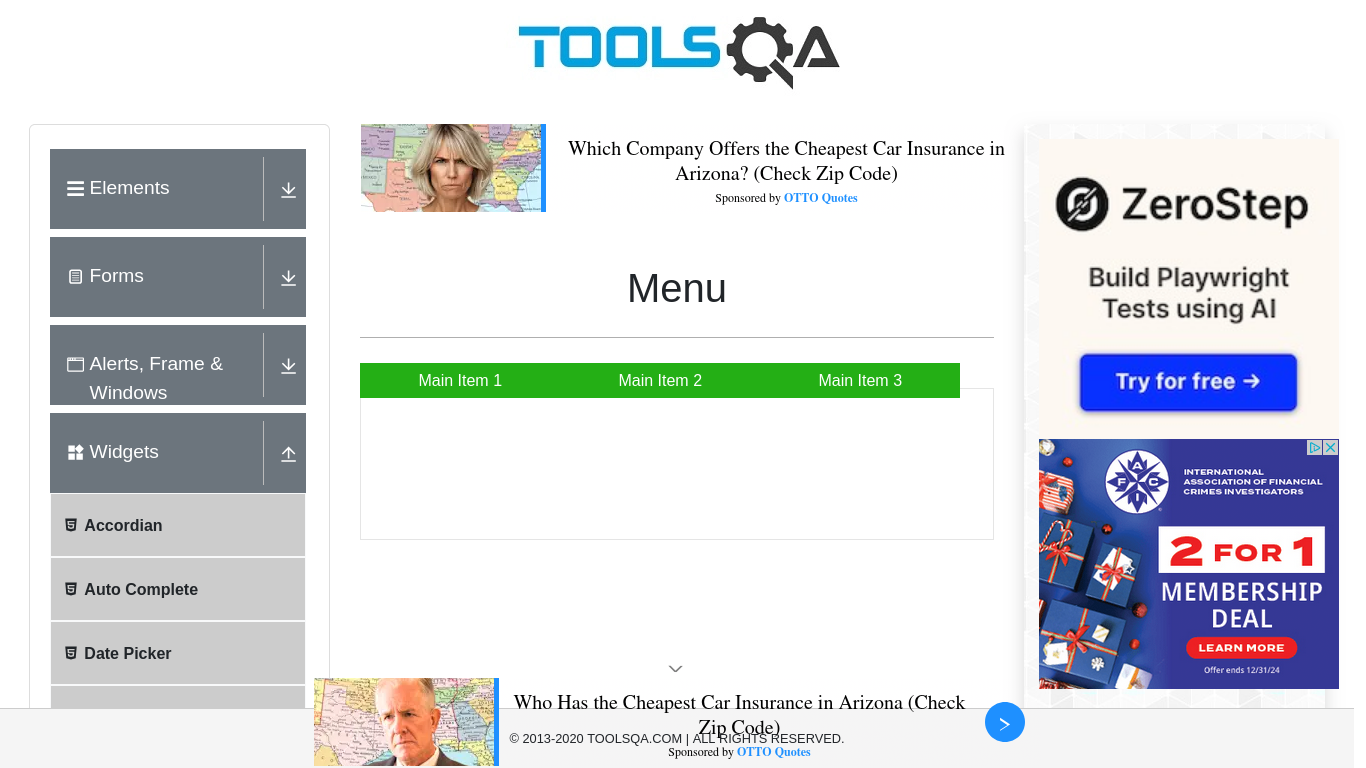 TOOLSQA
Elements
Forms
Alerts, Frame &
Windows
Widgets
Accordian
Auto Complete
Date Picker
Which Company Offers the Cheapest Car Insurance in
Arizona? (Check Zip Code)
Sponsored by OTTO Quotes
Menu
Main Item 1
Main Item 2
Main Item 3
ZeroStep
Build Playwright
Tests using AI
Try for free →
AFCI
INTERNATIONAL
ASSOCIATION OF FINANCIAL
CRIMES INVESTIGATORS
2 FOR 1
MEMBERSHIP
DEAL
LEARN MORE
Offer ends 12/31/24
Who Has the Cheapest Car Insurance in Arizona (Check
Zip Code)
© 2013-2020 TOOLSQA.COM | ALL RIGHTS RESERVED.
Sponsored by OTTO Quotes